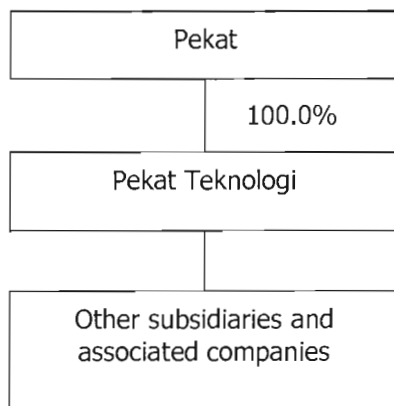 Pekat
100.0%
Pekat Teknologi
Other subsidiaries and
associated companies